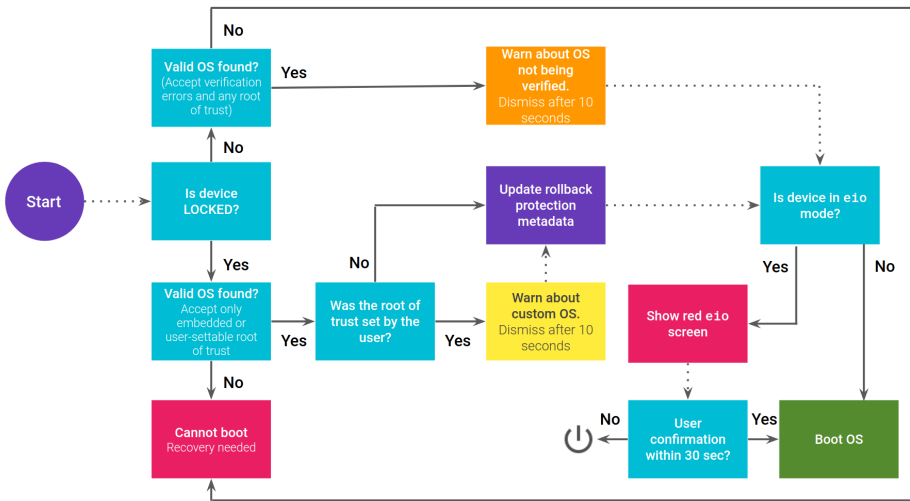 No
Valid OS found?
(Accept verification
errors and any root
of trust)
Yes
Warn about OS
not being
verified.
Dismiss after 10
seconds
No
Start
Is device
LOCKED?
Update rollback
protection
metadata
Is device in eio
mode?
Yes
No
Yes
No
Valid OS found?
Accept only
embedded or
user-settable root
of trust
Yes
Was the root of
trust set by the
user?
Yes
Warn about
custom OS.
Dismiss after 10
seconds
Show red eio
screen
No
Cannot boot
Recovery needed
No
User
confirmation
within 30 sec?
Yes
Boot OS